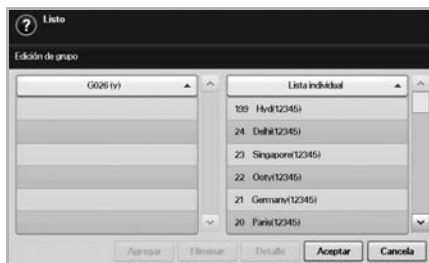 Listo
Edición de grupo
G026 (y)
Lista individual
199 Hyd(12345)
24 Delhi(12345)
23 Singapore(12345)
22 Ooty(12345)
21 Germany(12345)
20 Paris(12345)
Agregar Eliminar Detalle Aceptar Cancela